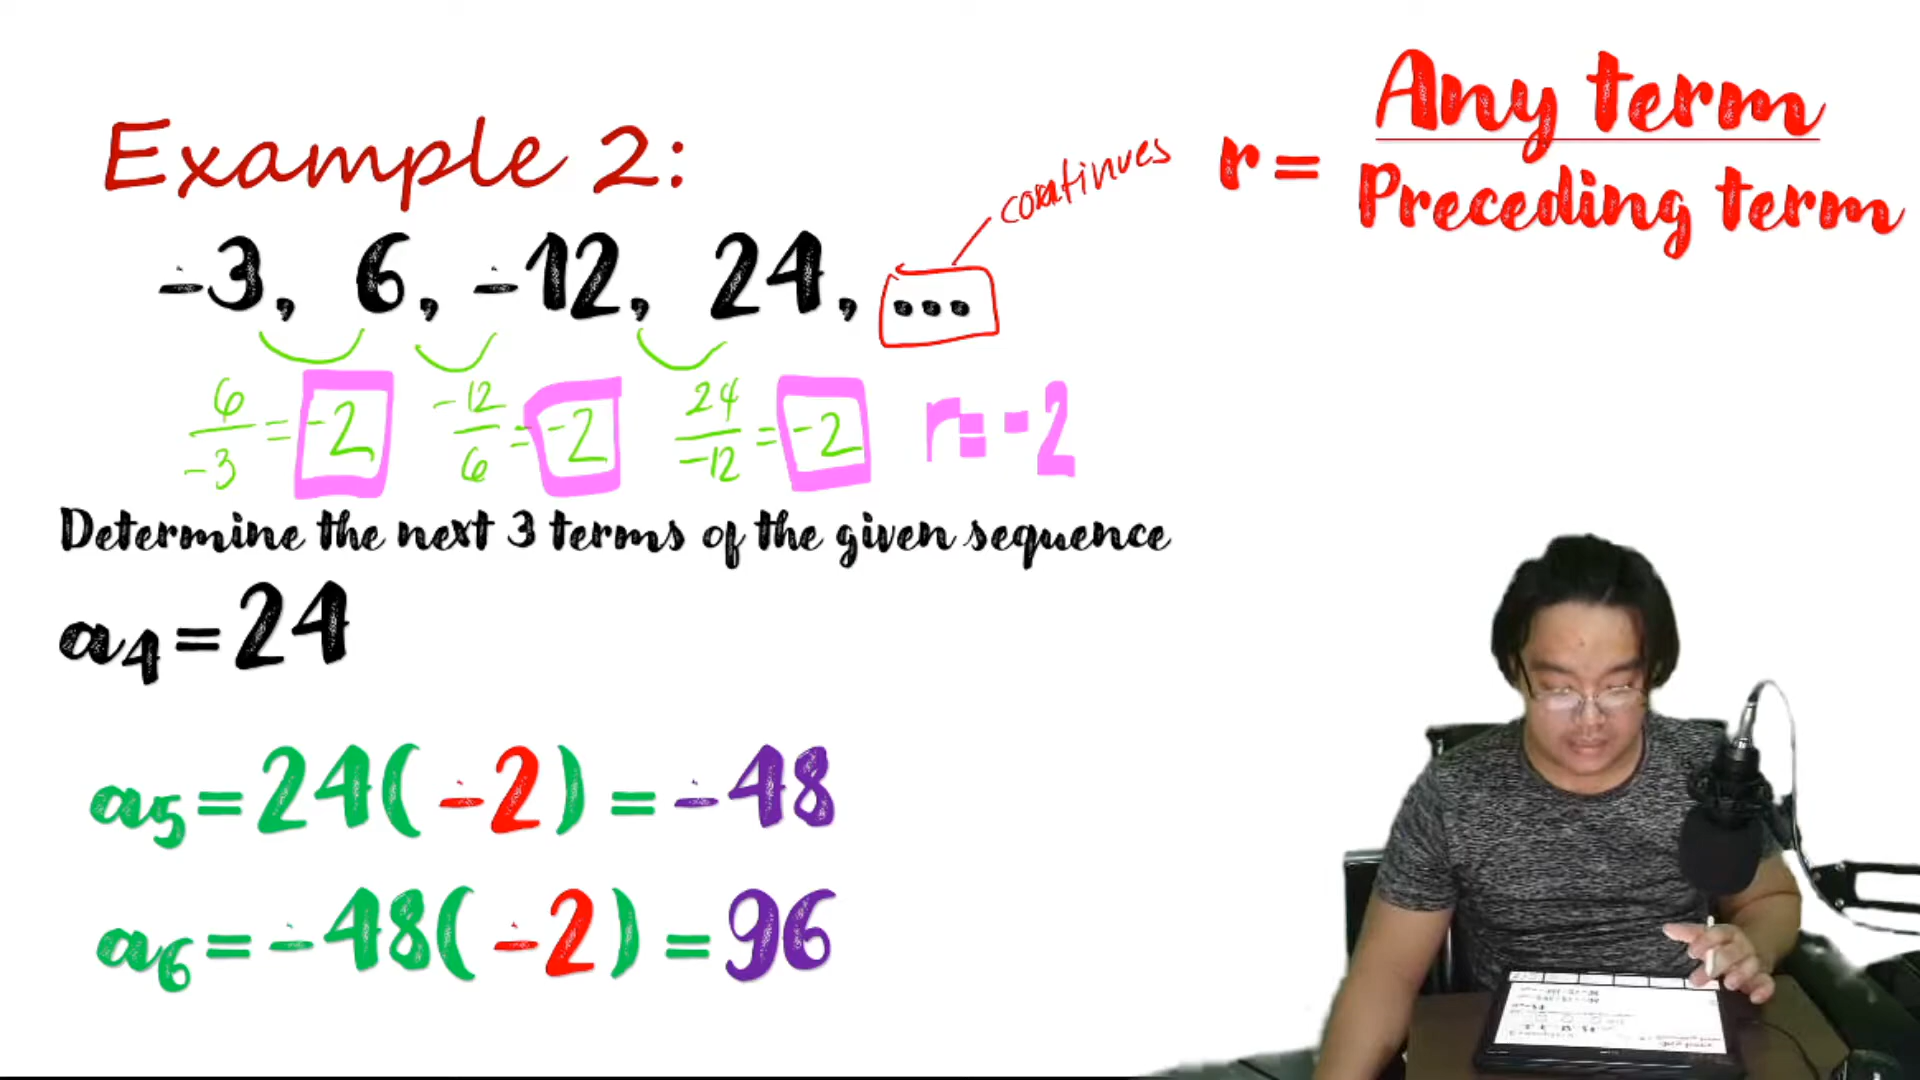 Example 2:
continues
r = Any term / Preceding term
-3, 6, -12, 24, ...
6/-3 = -2 -12/6 = -2 24/-12 = -2 r = -2
Determine the next 3 terms of the given sequence
a₄ = 24
a₅ = 24( -2 ) = -48
a₆ = -48( -2 ) = 96